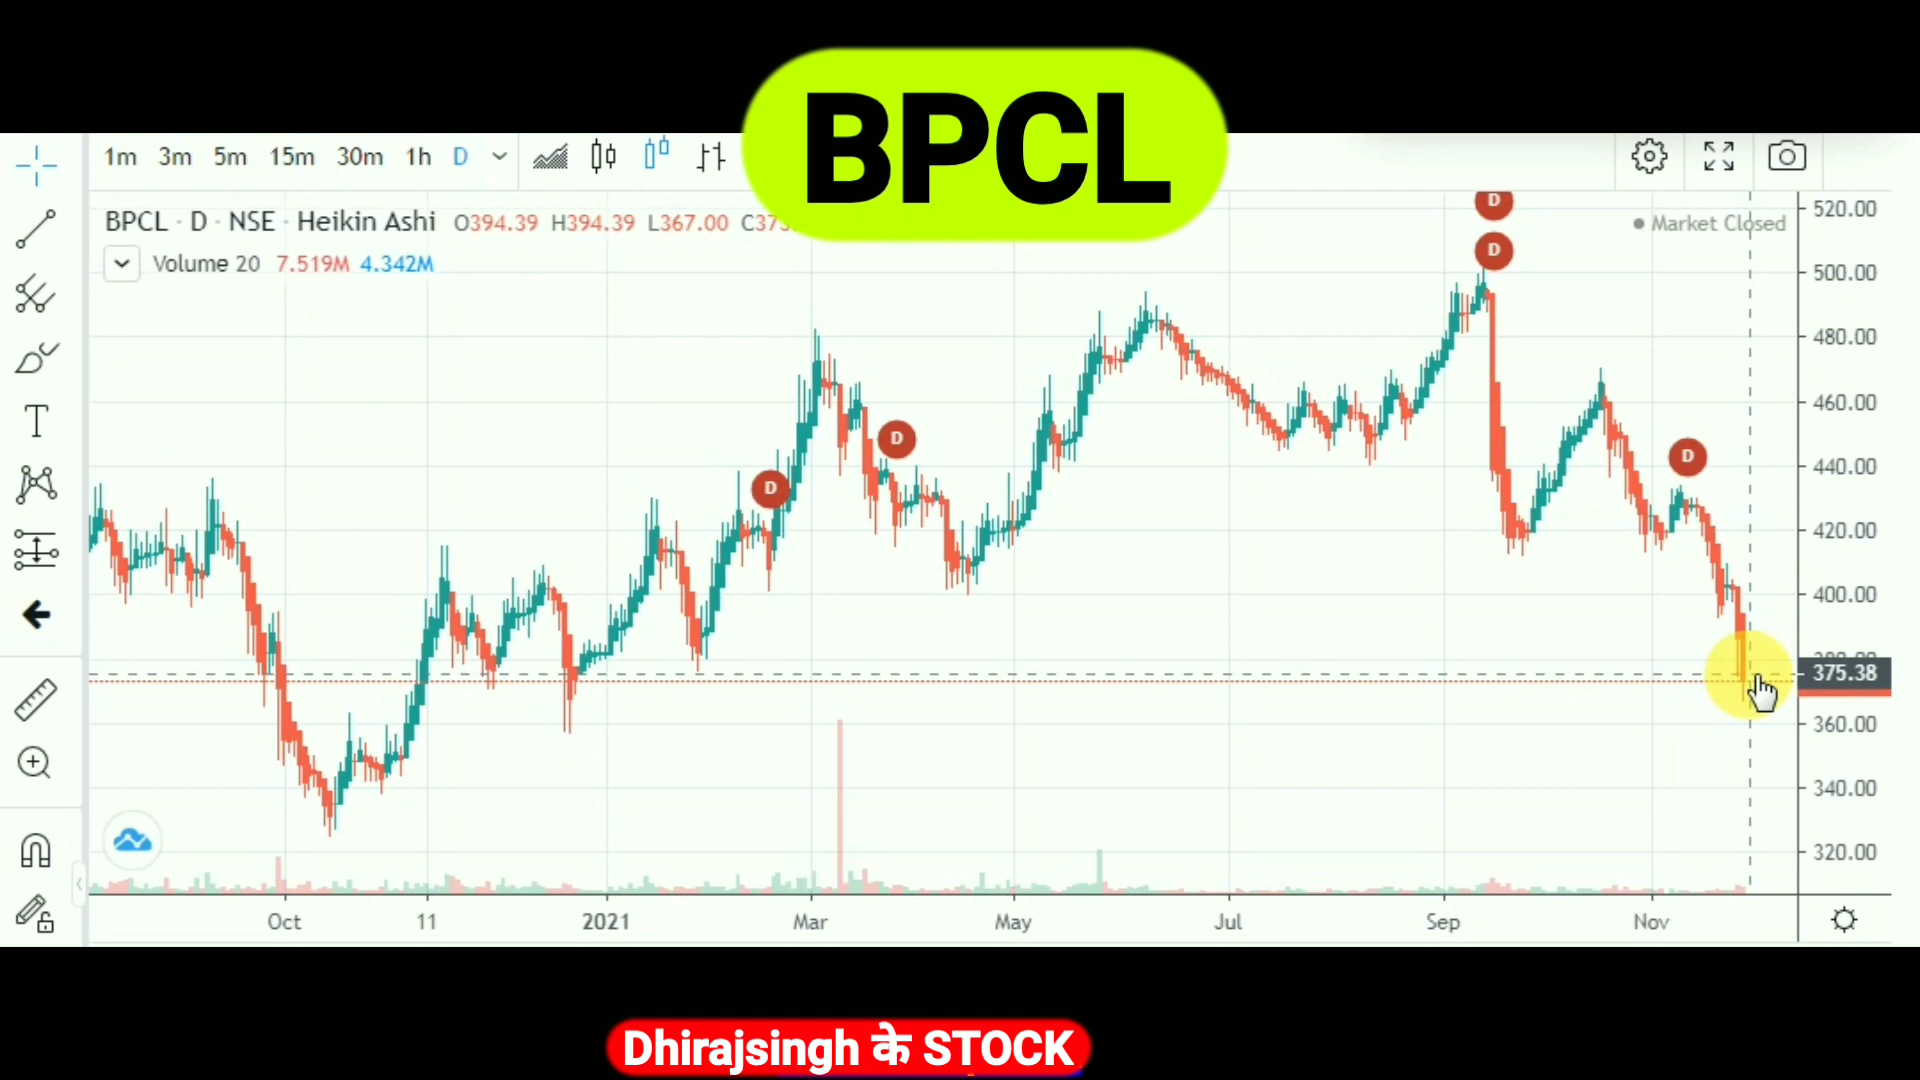 BPCL
1m 3m 5m 15m 30m 1h D
BPCL · D · NSE · Heikin Ashi O394.39 H394.39 L367.00
Market Closed
Volume 20 7.519M 4.342M
D
D
D
D
D
520.00
500.00
480.00
460.00
440.00
420.00
400.00
375.38
360.00
340.00
320.00
Oct 11 2021 Mar May Jul Sep Nov
Dhirajsingh के STOCK